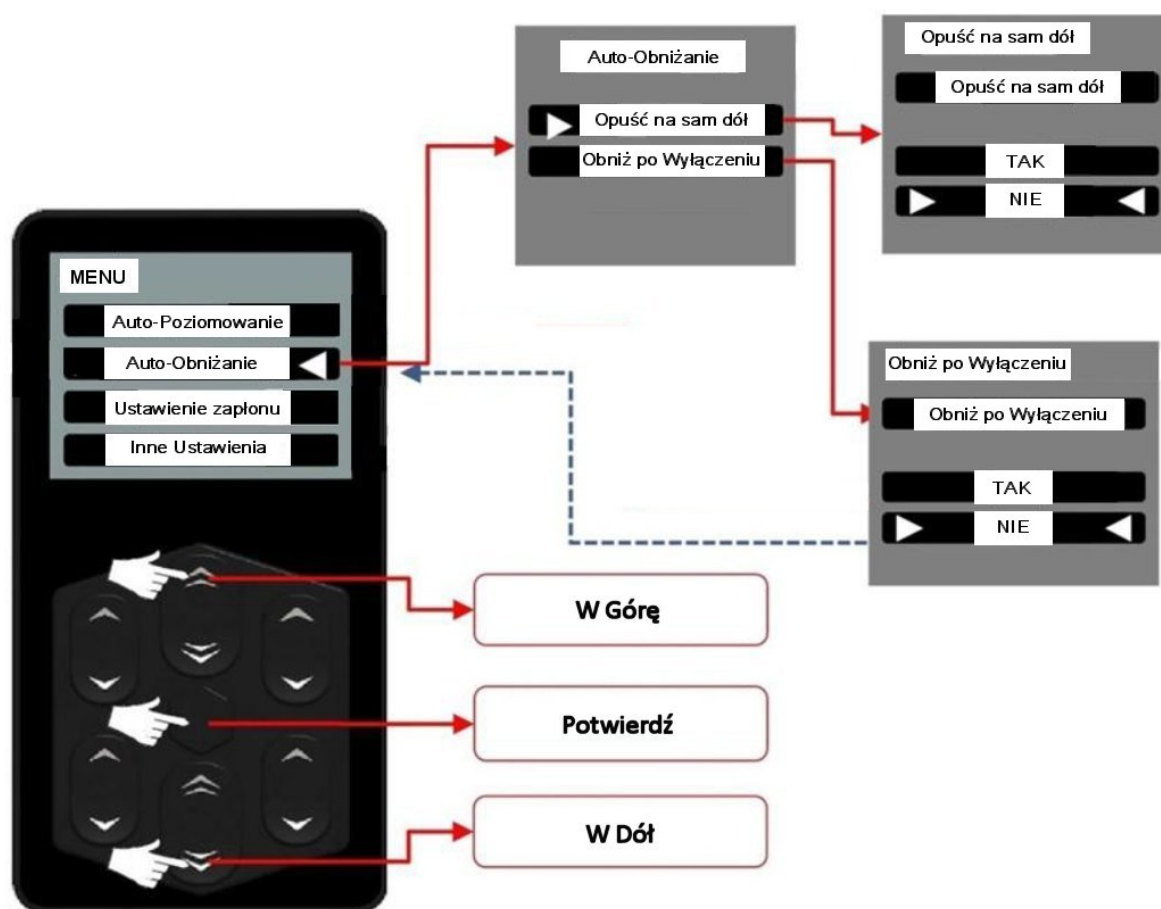 Auto-Obniżanie
Opuść na sam dół
Obniż po Wyłączeniu
Opuść na sam dół
Opuść na sam dół
TAK
NIE
MENU
Auto-Poziomowanie
Auto-Obniżanie
Ustawienie zapłonu
Inne Ustawienia
Obniż po Wyłączeniu
Obniż po Wyłączeniu
TAK
NIE
W Górę
Potwierdź
W Dół